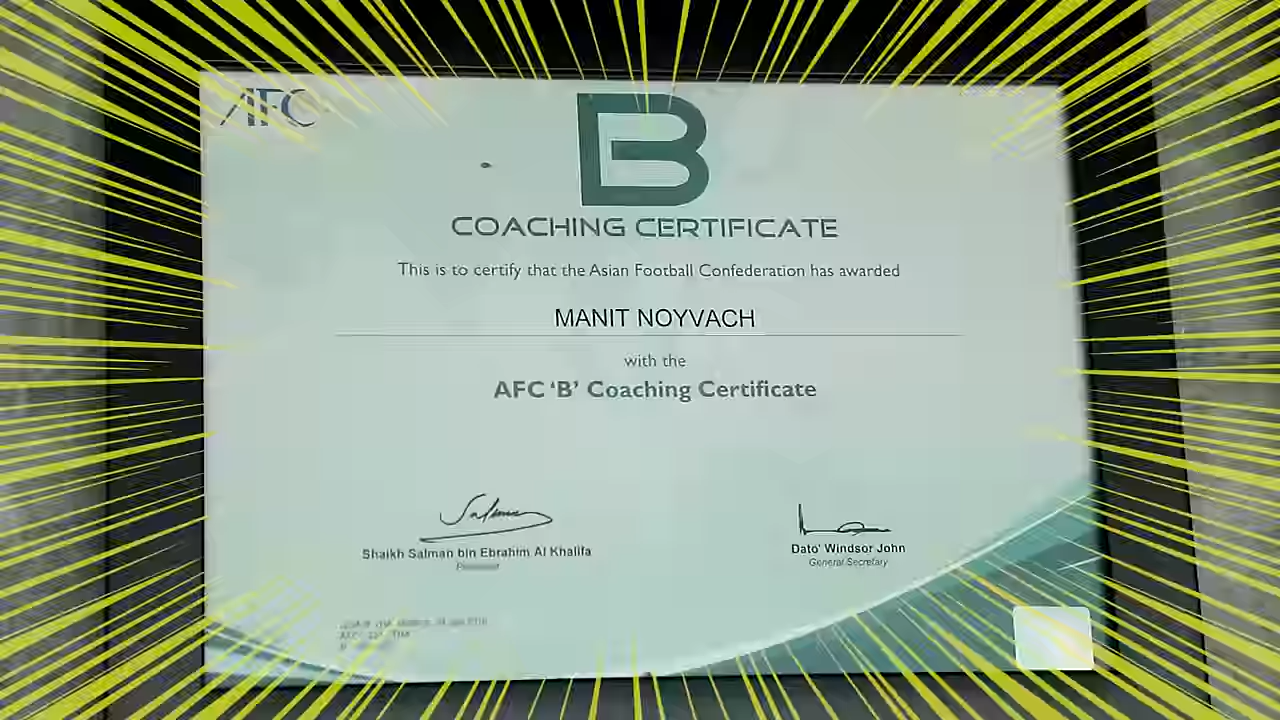 AFC
B
COACHING CERTIFICATE
This is to certify that the Asian Football Confederation has awarded
MANIT NOYVACH
with the
AFC ‘B’ Coaching Certificate
Shaikh Salman bin Ebrahim Al Khalifa
President
Dato' Windsor John
General Secretary